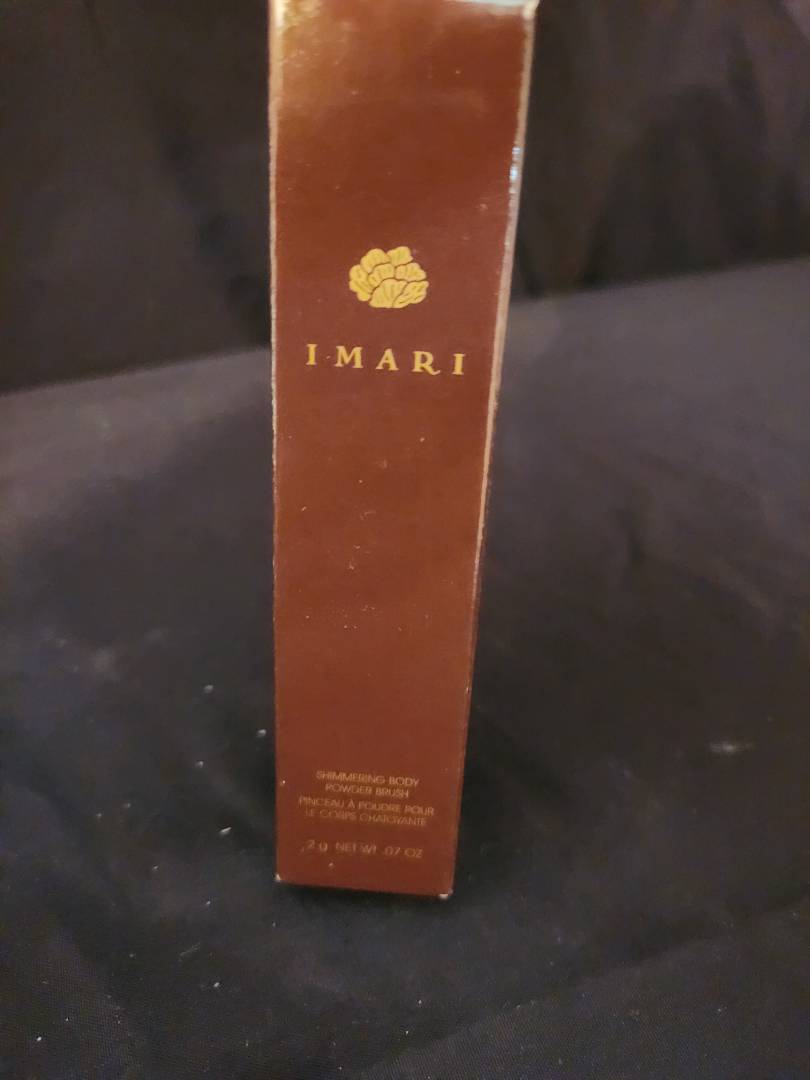 IMARI
SHIMMERING BODY
POWDER BRUSH
PINCEAU À POUDRE POUR
LE CORPS CHATOYANTE
2 g NET WT .07 OZ